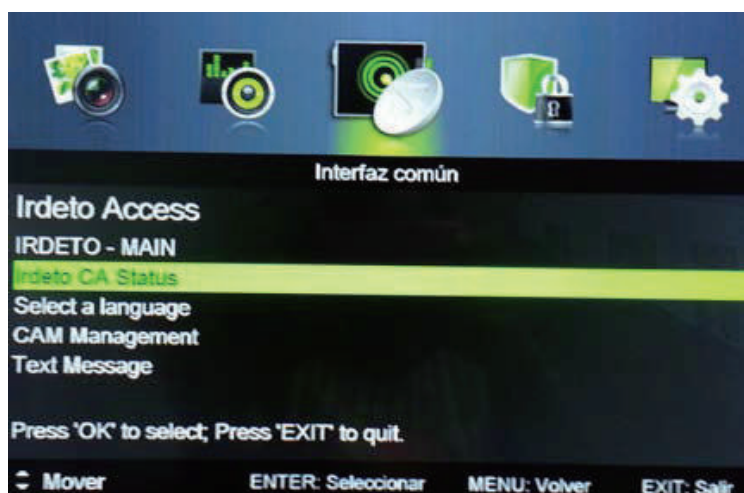 Interfaz común
Irdeto Access
IRDETO - MAIN
Irdeto CA Status
Select a language
CAM Management
Text Message
Press 'OK' to select; Press 'EXIT' to quit.
Mover ENTER: Seleccionar MENU: Volver EXIT: Salir